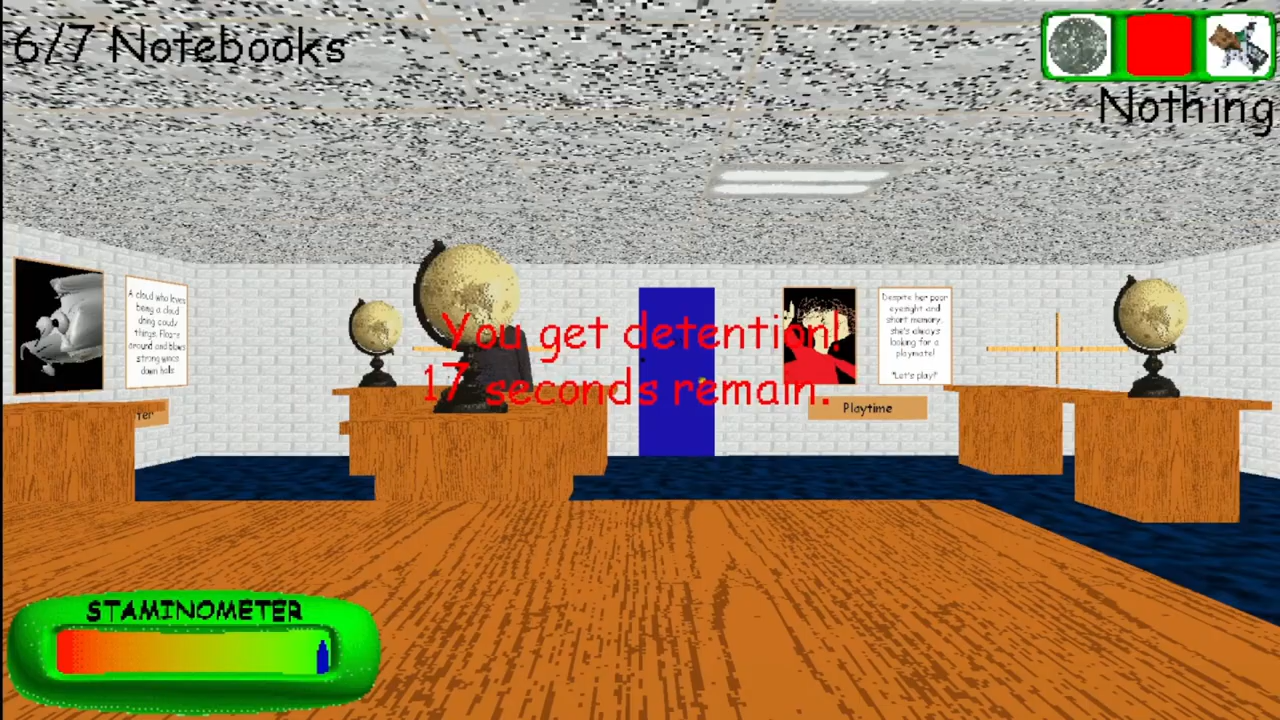 6/7 Notebooks
Nothing
A cloud who loves
being a cloud
doing cloudy
things. Floats
around and blows
strong winds
down halls
You get detention!
17 seconds remain.
Despite her poor
eyesight and
short memory,
she's always
looking for a
playmate!
"Let's play!"
Playtime
STAMINOMETER